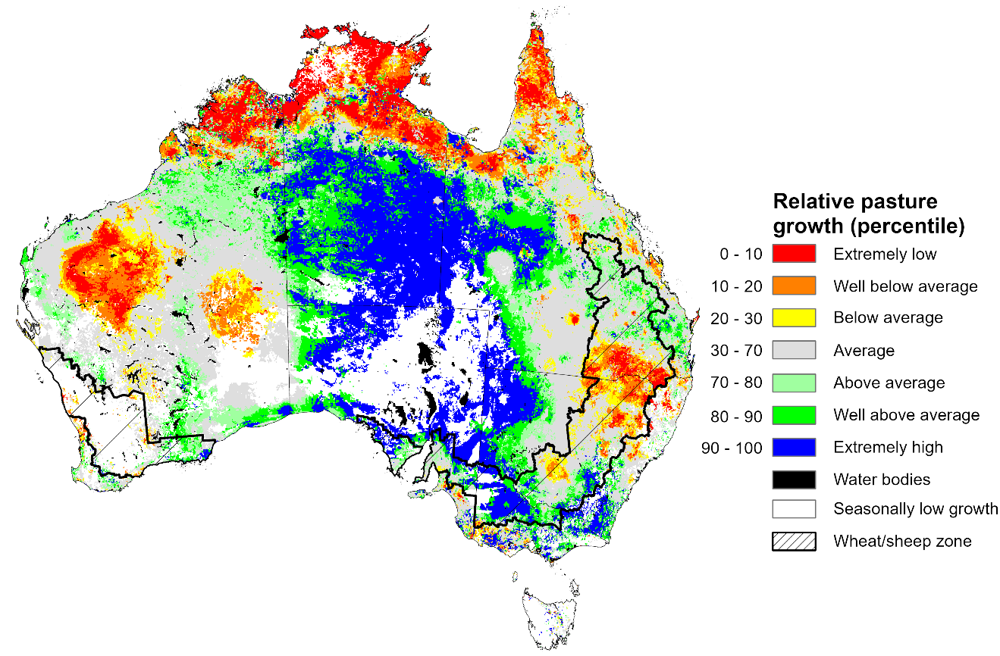 Relative pasture
growth (percentile)
0 - 10 Extremely low
10 - 20 Well below average
20 - 30 Below average
30 - 70 Average
70 - 80 Above average
80 - 90 Well above average
90 - 100 Extremely high
Water bodies
Seasonally low growth
Wheat/sheep zone